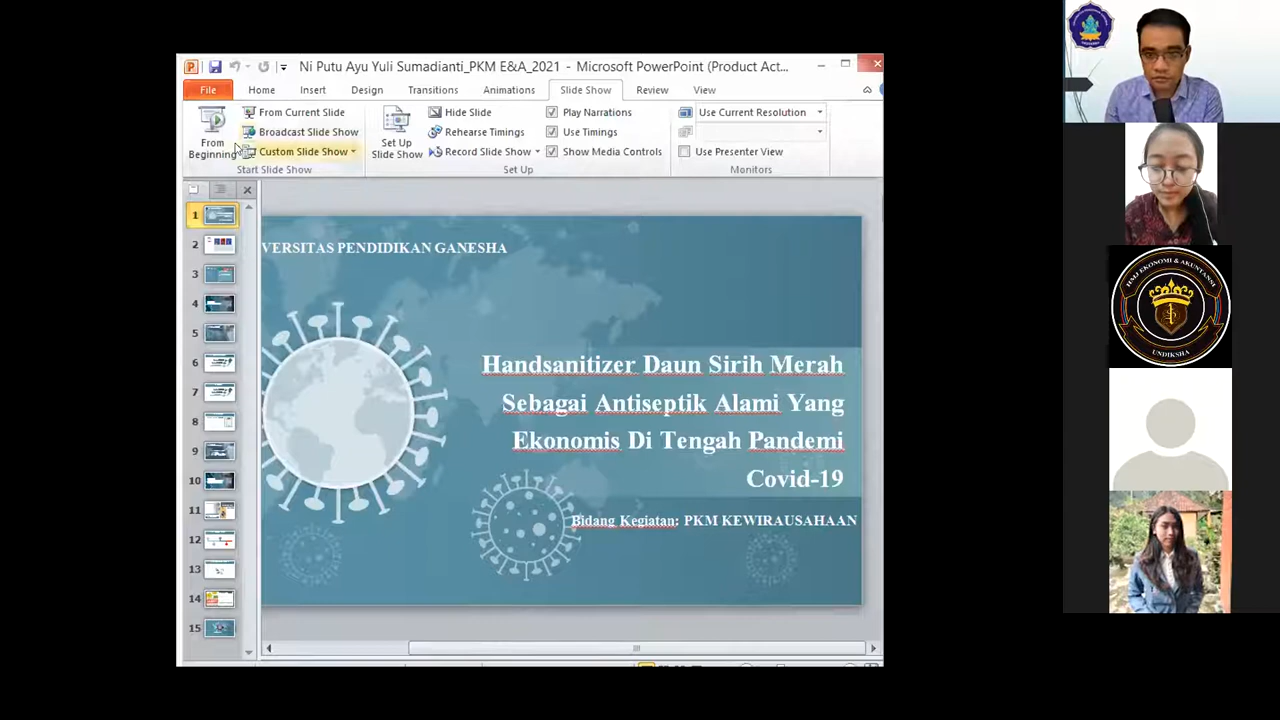 Ni Putu Ayu Yuli Sumadianti_PKM E&A_2021 - Microsoft PowerPoint (Product Act...
File Home Insert Design Transitions Animations Slide Show Review View
From Beginning
From Current Slide
Broadcast Slide Show
Custom Slide Show
Start Slide Show
Set Up Slide Show
Hide Slide
Rehearse Timings
Record Slide Show
Play Narrations
Use Timings
Show Media Controls
Set Up
Use Current Resolution
Use Presenter View
Monitors
1
2
3
4
5
6
7
8
9
10
11
12
13
14
15
VERSITAS PENDIDIKAN GANESHA
Handsanitizer Daun Sirih Merah
Sebagai Antiseptik Alami Yang
Ekonomis Di Tengah Pandemi
Covid-19
Bidang Kegiatan: PKM KEWIRAUSAHAAN
HMJ EKONOMI & AKUNTANSI
UNDIKSHA